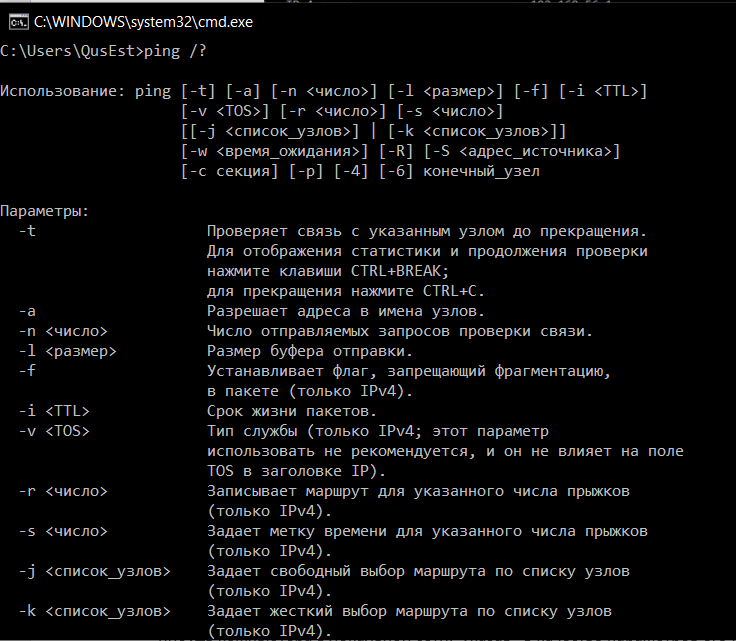 C:\WINDOWS\system32\cmd.exe
C:\Users\QusEst>ping /?
Использование: ping [-t] [-a] [-n <число>] [-l <размер>] [-f] [-i <TTL>]
[-v <TOS>] [-r <число>] [-s <число>]
[[-j <список_узлов>] | [-k <список_узлов>]]
[-w <время_ожидания>] [-R] [-S <адрес_источника>]
[-c секция] [-p] [-4] [-6] конечный_узел
Параметры:
-t Проверяет связь с указанным узлом до прекращения.
Для отображения статистики и продолжения проверки
нажмите клавиши CTRL+BREAK;
для прекращения нажмите CTRL+C.
-a Разрешает адреса в имена узлов.
-n <число> Число отправляемых запросов проверки связи.
-l <размер> Размер буфера отправки.
-f Устанавливает флаг, запрещающий фрагментацию,
в пакете (только IPv4).
-i <TTL> Срок жизни пакетов.
-v <TOS> Тип службы (только IPv4; этот параметр
использовать не рекомендуется, и он не влияет на поле
TOS в заголовке IP).
-r <число> Записывает маршрут для указанного числа прыжков
(только IPv4).
-s <число> Задает метку времени для указанного числа прыжков
(только IPv4).
-j <список_узлов> Задает свободный выбор маршрута по списку узлов
(только IPv4).
-k <список_узлов> Задает жесткий выбор маршрута по списку узлов
(только IPv4).